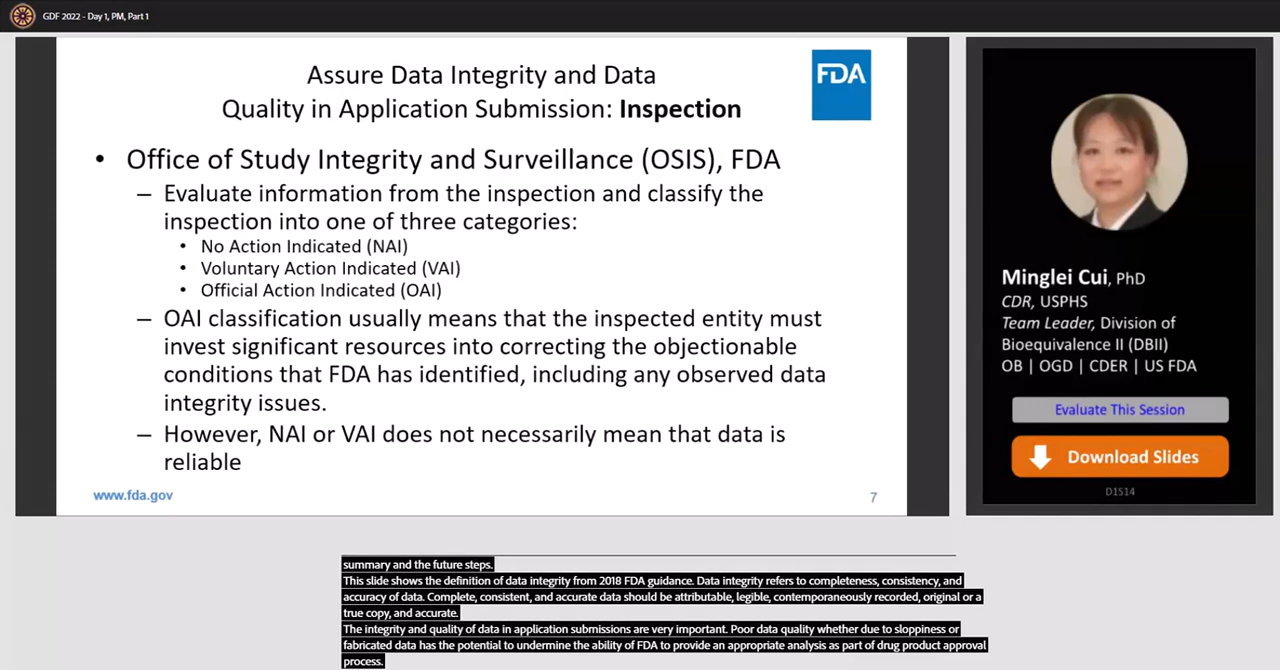 GDF 2022 - Day 1, PM, Part 1
Assure Data Integrity and Data
Quality in Application Submission: Inspection
FDA
• Office of Study Integrity and Surveillance (OSIS), FDA
– Evaluate information from the inspection and classify the
inspection into one of three categories:
• No Action Indicated (NAI)
• Voluntary Action Indicated (VAI)
• Official Action Indicated (OAI)
– OAI classification usually means that the inspected entity must
invest significant resources into correcting the objectionable
conditions that FDA has identified, including any observed data
integrity issues.
– However, NAI or VAI does not necessarily mean that data is
reliable
www.fda.gov
7
Minglei Cui, PhD
CDR, USPHS
Team Leader, Division of
Bioequivalence II (DBII)
OB | OGD | CDER | US FDA
Evaluate This Session
Download Slides
D1S14
summary and the future steps.
This slide shows the definition of data integrity from 2018 FDA guidance. Data integrity refers to completeness, consistency, and
accuracy of data. Complete, consistent, and accurate data should be attributable, legible, contemporaneously recorded, original or a
true copy, and accurate.
The integrity and quality of data in application submissions are very important. Poor data quality whether due to sloppiness or
fabricated data has the potential to undermine the ability of FDA to provide an appropriate analysis as part of drug product approval
process.